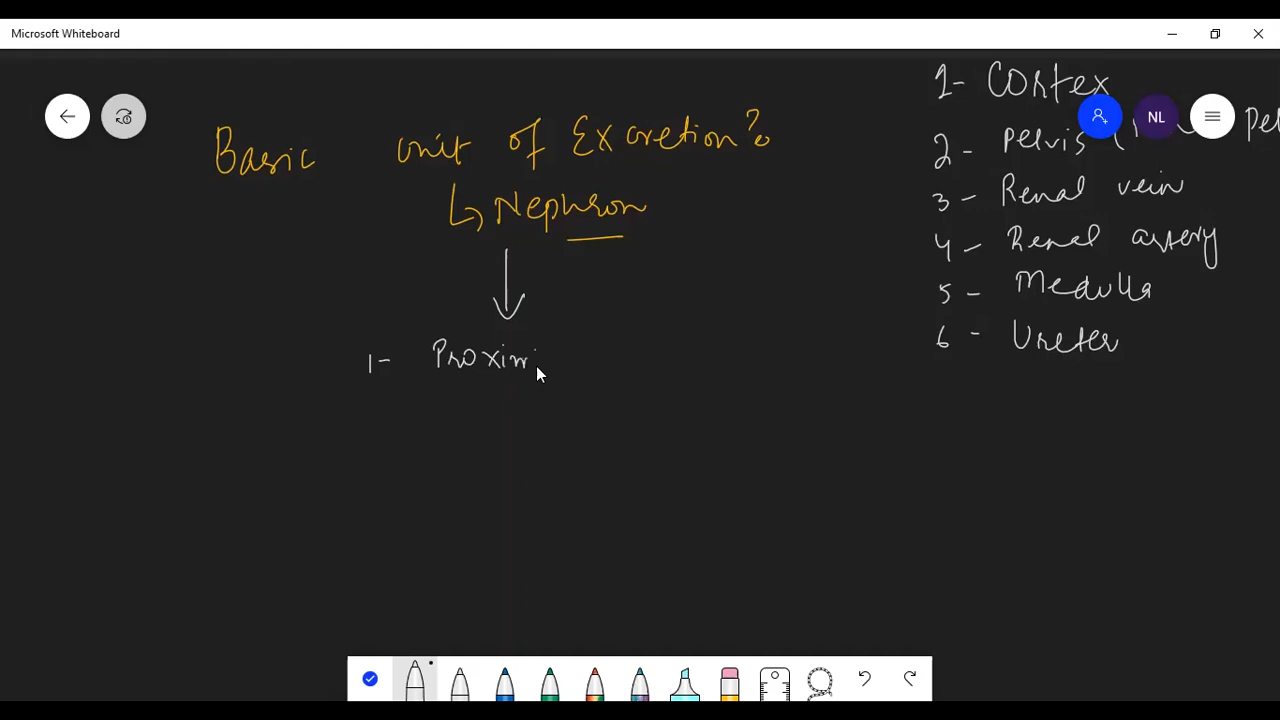 Microsoft Whiteboard
NL
Basic unit of Excretion?
↳ Nephron
1- Proxim
1- Cortex
2- Pelvis (
3- Renal vein
4- Renal artery
5- Medulla
6- Ureter